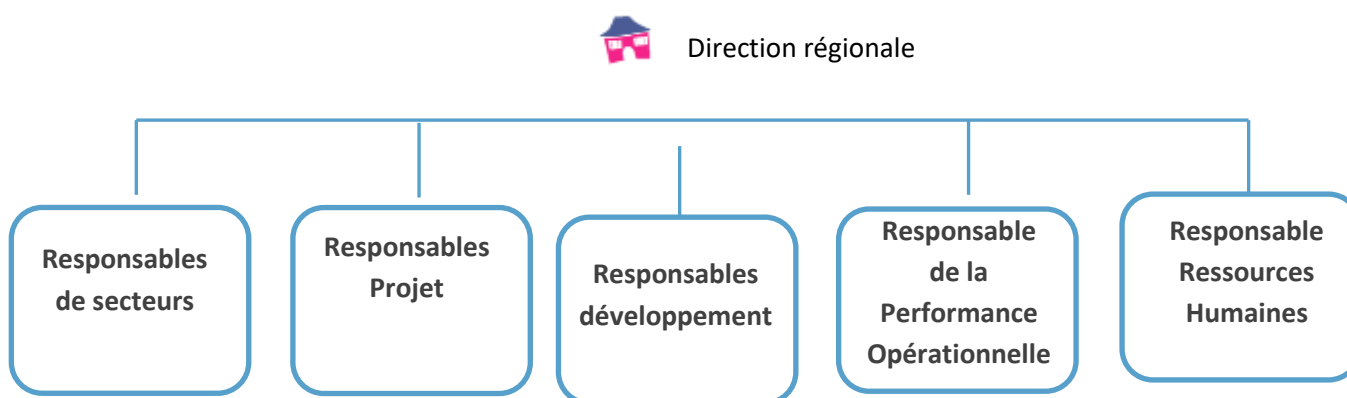 Direction régionale
Responsables
de secteurs
Responsables
Projet
Responsables
développement
Responsable
de la
Performance
Opérationnelle
Responsable
Ressources
Humaines